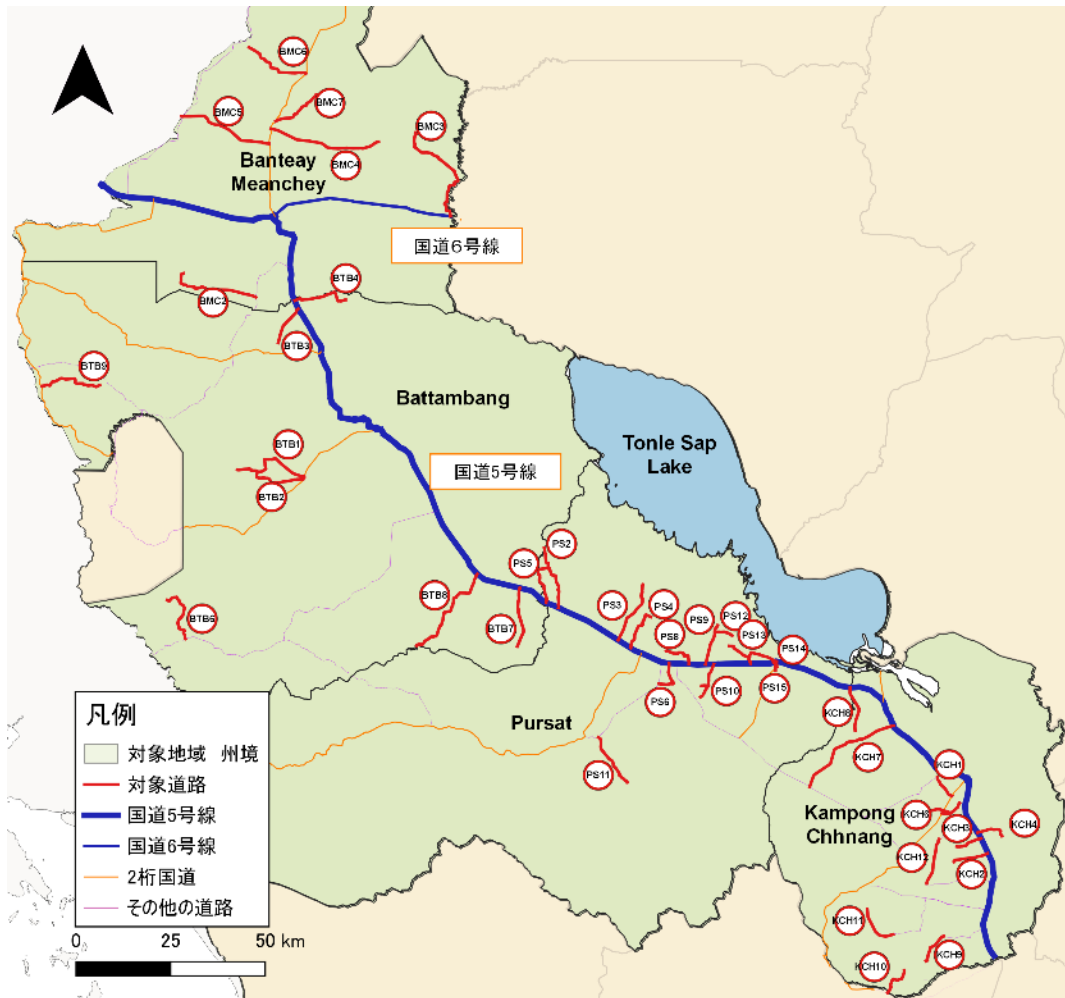 BMC6
BMC7
BMC5
BMC3
BMC4
Banteay
Meanchey
国道6号線
BTB4
BMC2
BTB3
BTB9
Battambang
BTB1
Tonle Sap
Lake
国道5号線
BTB2
PS2
PS5
BTB8
PS3
PS4
PS9
PS12
BTB6
BTB7
PS8
PS13
PS14
PS6
PS10
PS15
Pursat
KCH8
KCH7
KCH1
PS11
Kampong
Chhnang
KCH6
KCH3
KCH4
KCH12
KCH2
KCH11
KCH9
KCH10
凡例
対象地域 州境
対象道路
国道5号線
国道6号線
2桁国道
その他の道路
0 25 50 km